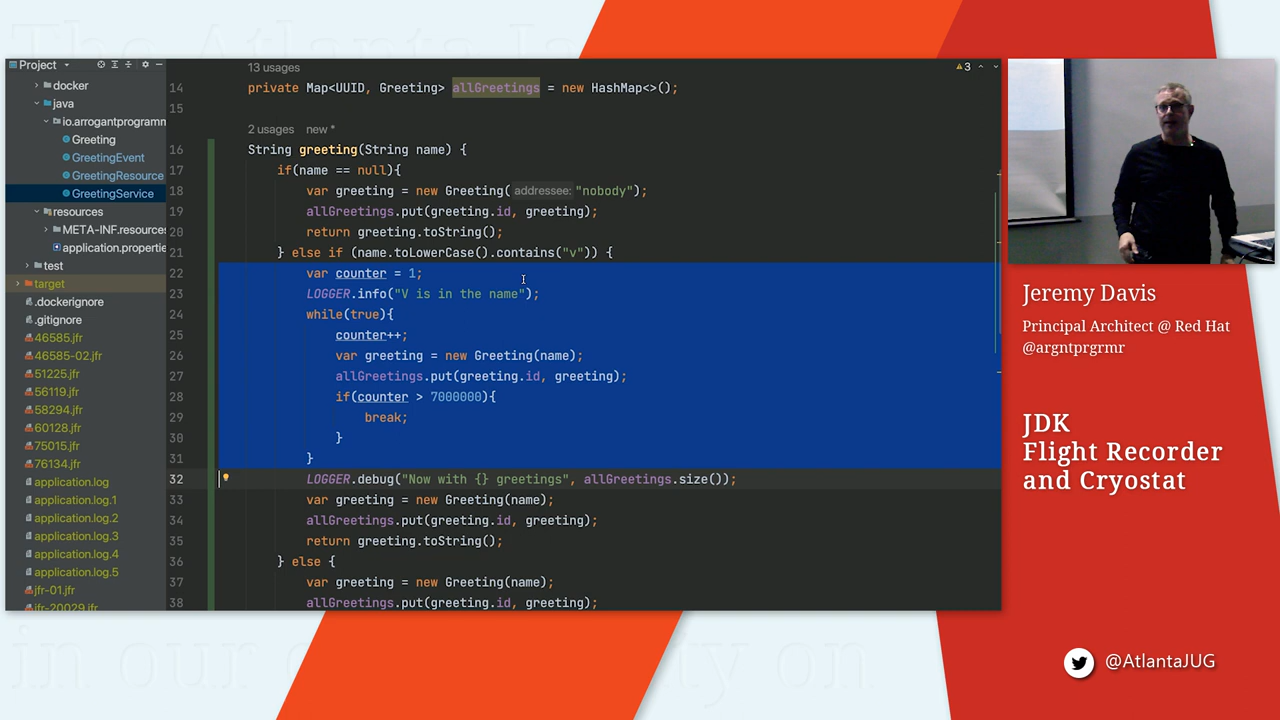 Project
docker
java
io.arrogantprogramm
Greeting
GreetingEvent
GreetingResource
GreetingService
resources
META-INF.resources
application.propertie
test
target
.dockerignore
.gitignore
46585.jfr
46585-02.jfr
51225.jfr
56119.jfr
58294.jfr
60128.jfr
75015.jfr
76134.jfr
application.log
application.log.1
application.log.2
application.log.3
application.log.4
application.log.5
jfr-01.jfr
jfr-20029.jfr
13 usages
3
14 private Map<UUID, Greeting> allGreetings = new HashMap<>();
15
2 usages new *
16 String greeting(String name) {
17 if(name == null){
18 var greeting = new Greeting( addressee: "nobody");
19 allGreetings.put(greeting.id, greeting);
20 return greeting.toString();
21 } else if (name.toLowerCase().contains("v")) {
22 var counter = 1;
23 LOGGER.info("V is in the name");
24 while(true){
25 counter++;
26 var greeting = new Greeting(name);
27 allGreetings.put(greeting.id, greeting);
28 if(counter > 7000000){
29 break;
30 }
31 }
32 LOGGER.debug("Now with {} greetings", allGreetings.size());
33 var greeting = new Greeting(name);
34 allGreetings.put(greeting.id, greeting);
35 return greeting.toString();
36 } else {
37 var greeting = new Greeting(name);
38 allGreetings.put(greeting.id, greeting);
Jeremy Davis
Principal Architect @ Red Hat
@argntprgrmr
JDK
Flight Recorder
and Cryostat
@AtlantaJUG